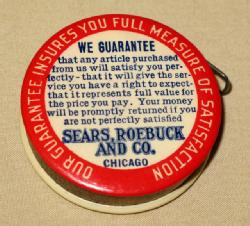 OUR GUARANTEE INSURES YOU FULL MEASURE OF SATISFACTION
WE GUARANTEE
that any article purchased
from us will satisfy you per-
fectly-that it will give the ser-
vice you have a right to expect-
that it represents full value for
the price you pay. Your money
will be promptly returned if you
are not perfectly satisfied
SEARS, ROEBUCK
AND CO.
CHICAGO